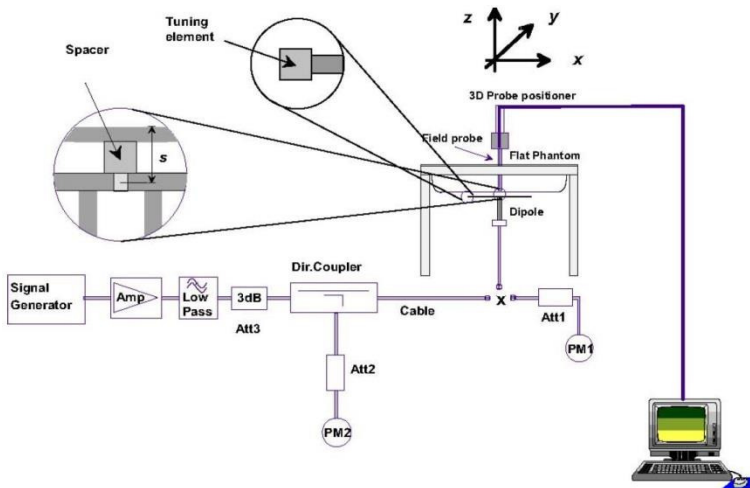 Tuning
element
Spacer
s
z
y
x
3D Probe positioner
Field probe
Flat Phantom
Dipole
Dir.Coupler
Signal
Generator
Amp
Low
Pass
3dB
Att3
Cable
x
Att1
PM1
Att2
PM2